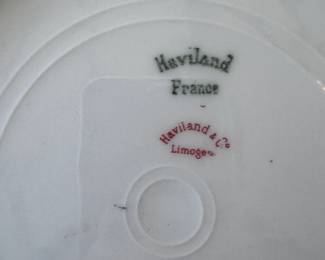 Haviland
France
Haviland & Co
Limoges